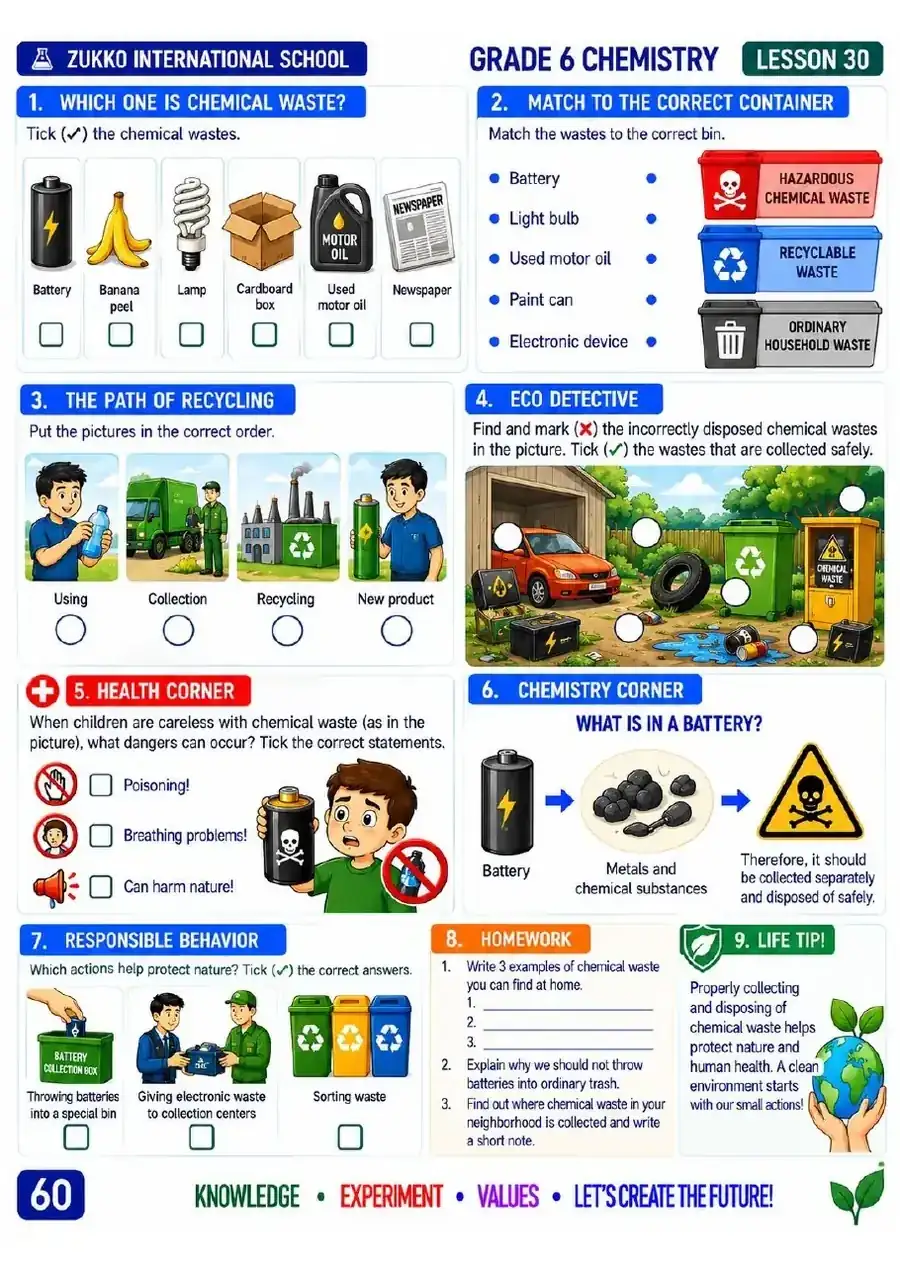 ZUKKO INTERNATIONAL SCHOOL
GRADE 6 CHEMISTRY
LESSON 30
1. WHICH ONE IS CHEMICAL WASTE?
Tick (✓) the chemical wastes.
Battery
Banana
peel
Lamp
Cardboard
box
MOTOR
OIL
Used
motor oil
NEWSPAPER
Newspaper
2. MATCH TO THE CORRECT CONTAINER
Match the wastes to the correct bin.
Battery
Light bulb
Used motor oil
Paint can
Electronic device
HAZARDOUS
CHEMICAL WASTE
RECYCLABLE
WASTE
ORDINARY
HOUSEHOLD WASTE
3. THE PATH OF RECYCLING
Put the pictures in the correct order.
Using
Collection
Recycling
New product
4. ECO DETECTIVE
Find and mark (✗) the incorrectly disposed chemical wastes
in the picture. Tick (✓) the wastes that are collected safely.
CHEMICAL
WASTE
5. HEALTH CORNER
When children are careless with chemical waste (as in the
picture), what dangers can occur? Tick the correct statements.
Poisoning!
Breathing problems!
Can harm nature!
6. CHEMISTRY CORNER
WHAT IS IN A BATTERY?
Battery
Metals and
chemical substances
Therefore, it should
be collected separately
and disposed of safely.
7. RESPONSIBLE BEHAVIOR
Which actions help protect nature? Tick (✓) the correct answers.
BATTERY
COLLECTION BOX
Throwing batteries
into a special bin
Giving electronic waste
to collection centers
Sorting waste
8. HOMEWORK
1. Write 3 examples of chemical waste
you can find at home.
1.
2.
3.
2. Explain why we should not throw
batteries into ordinary trash.
3. Find out where chemical waste in your
neighborhood is collected and write
a short note.
9. LIFE TIP!
Properly collecting
and disposing of
chemical waste helps
protect nature and
human health. A clean
environment starts
with our small actions!
60
KNOWLEDGE • EXPERIMENT • VALUES • LET'S CREATE THE FUTURE!